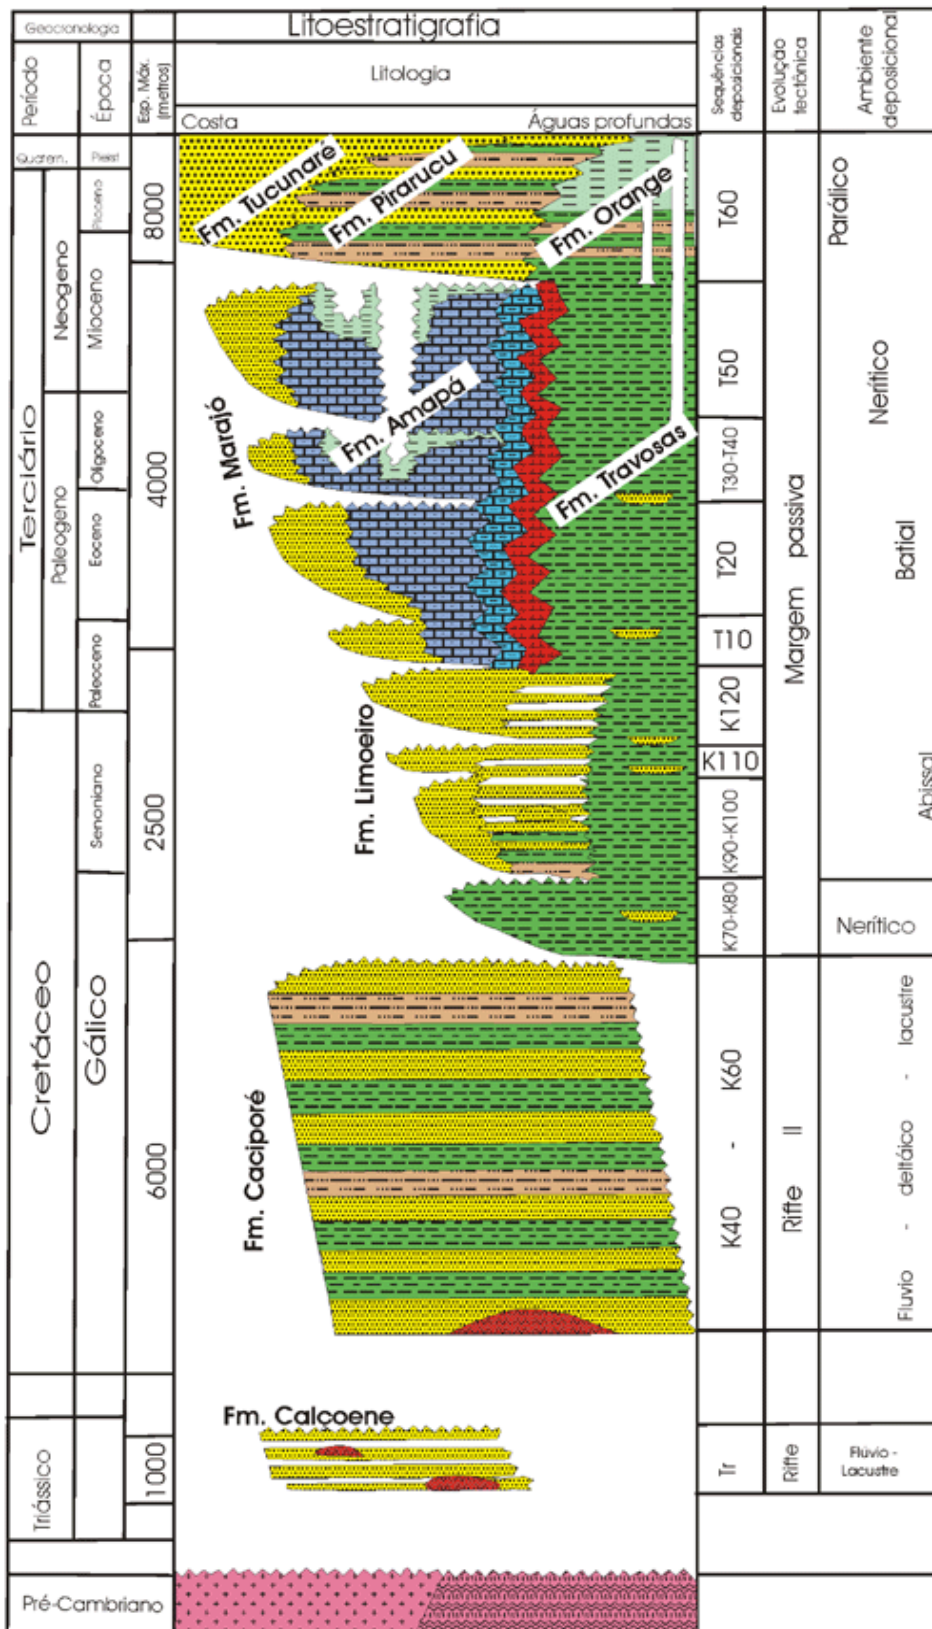 Geocronologia
Litoestratigrafia
Período
Época
Esp. Máx.
(metros)
Litologia
Costa
Águas profundas
Sequências
deposicionais
Evolução
tectônica
Ambiente
deposicional
Quatern.
Pleist
Terciário
Neogeno
Paleogeno
Plioceno
Mioceno
Oligoceno
Eoceno
Paleoceno
Cretáceo
Senoniano
Gálico
Triássico
Pré-Cambriano
8000
4000
2500
6000
1000
Fm. Tucunaré
Fm. Pirarucu
Fm. Orange
Fm. Marajó
Fm. Amapá
Fm. Travosas
Fm. Limoeiro
Fm. Caciporé
Fm. Calçoene
T60
T50
T30-T40
T20
T10
K120
K110
K90-K100
K70-K80
K40 - K60
Tr
Margem passiva
Rifte II
Rifte
Parálico
Nerítico
Batial
Abissal
Nerítico
Fluvio - deltáico - lacustre
Flúvio -
Lacustre